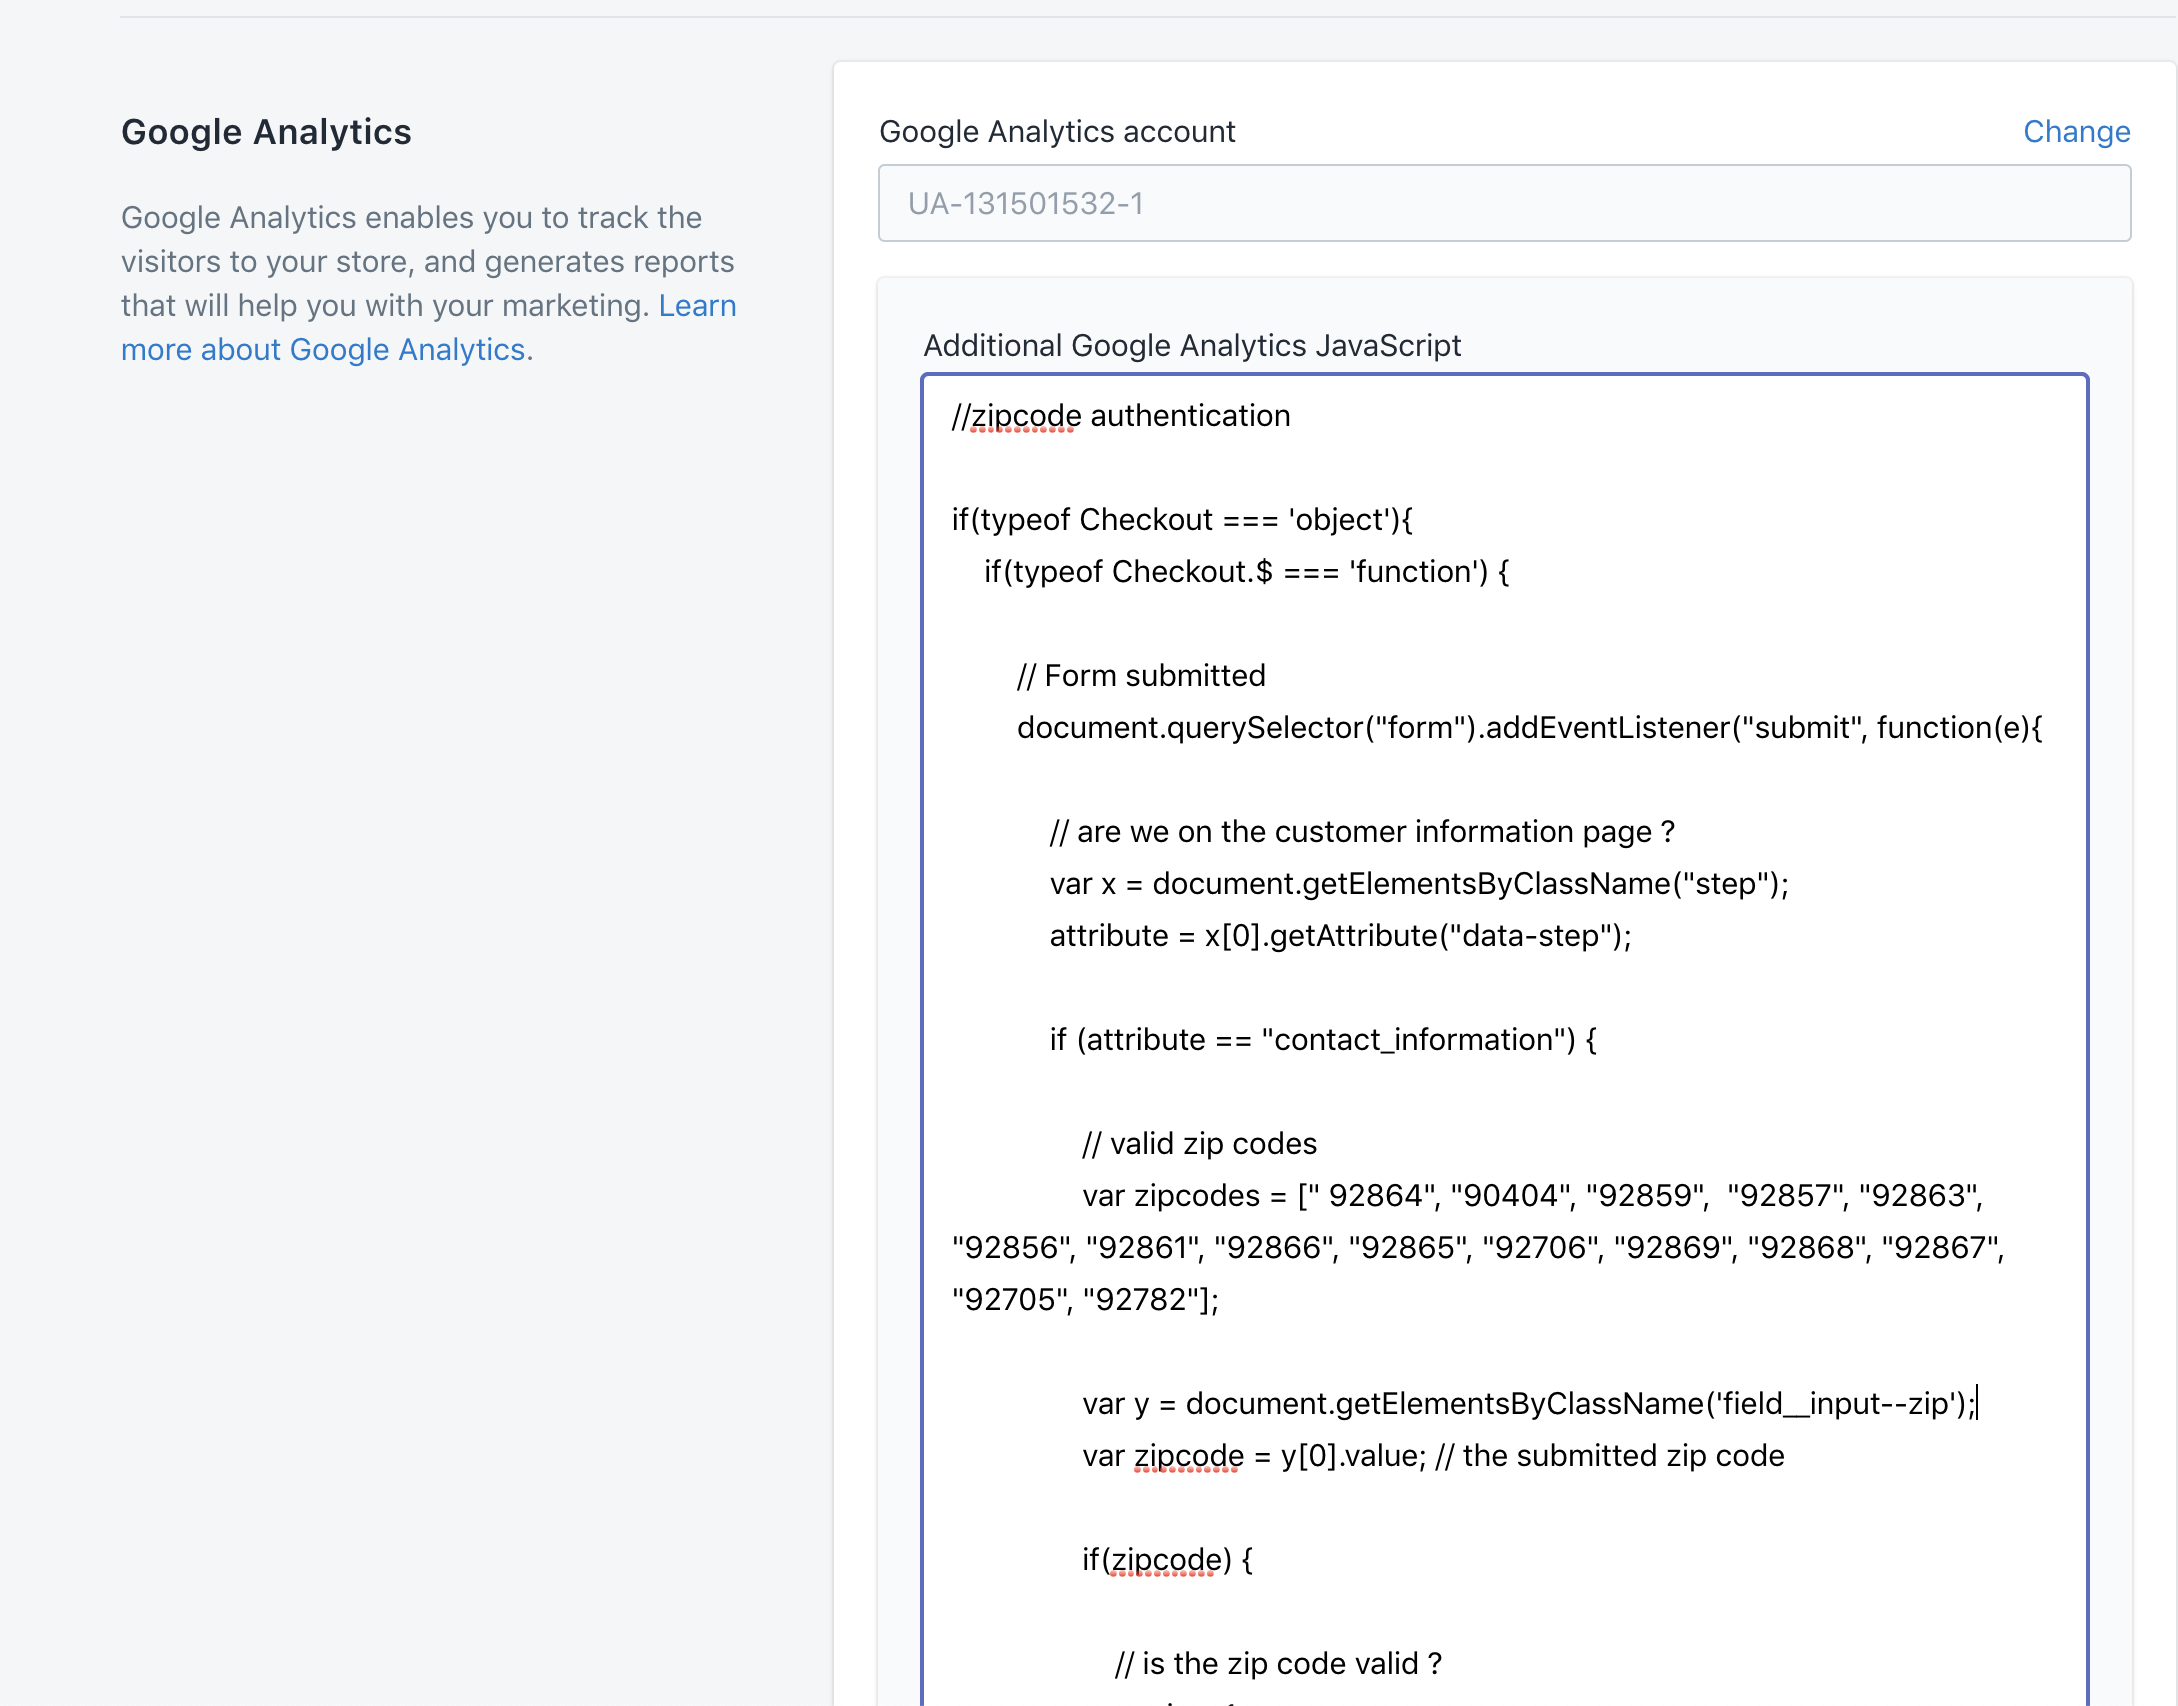 Google Analytics
Google Analytics enables you to track the
visitors to your store, and generates reports
that will help you with your marketing. Learn
more about Google Analytics.
Google Analytics account
Change
UA-131501532-1
Additional Google Analytics JavaScript
//zipcode authentication
if(typeof Checkout === 'object'){
if(typeof Checkout.$ === 'function') {
// Form submitted
document.querySelector("form").addEventListener("submit", function(e){
// are we on the customer information page ?
var x = document.getElementsByClassName("step");
attribute = x[0].getAttribute("data-step");
if (attribute == "contact_information") {
// valid zip codes
var zipcodes = [" 92864", "90404", "92859",  "92857", "92863",
"92856", "92861", "92866", "92865", "92706", "92869", "92868", "92867",
"92705", "92782"];
var y = document.getElementsByClassName('field__input--zip');
var zipcode = y[0].value; // the submitted zip code
if(zipcode) {
// is the zip code valid ?